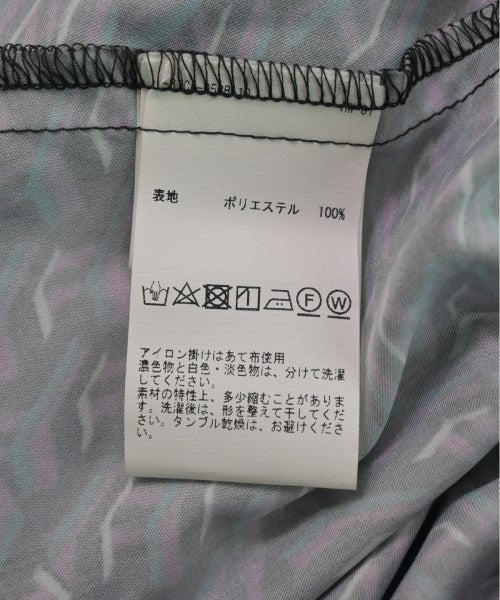 表地 ポリエステル 100%
F W
アイロン掛けはあて布使用
濃色物と白色・淡色物は、分けて洗濯
してください。
素材の特性上、多少縮むことがありま
す。洗濯後は、形を整えて干してくださ
い。タンブル乾燥は、お避けくださ
い。